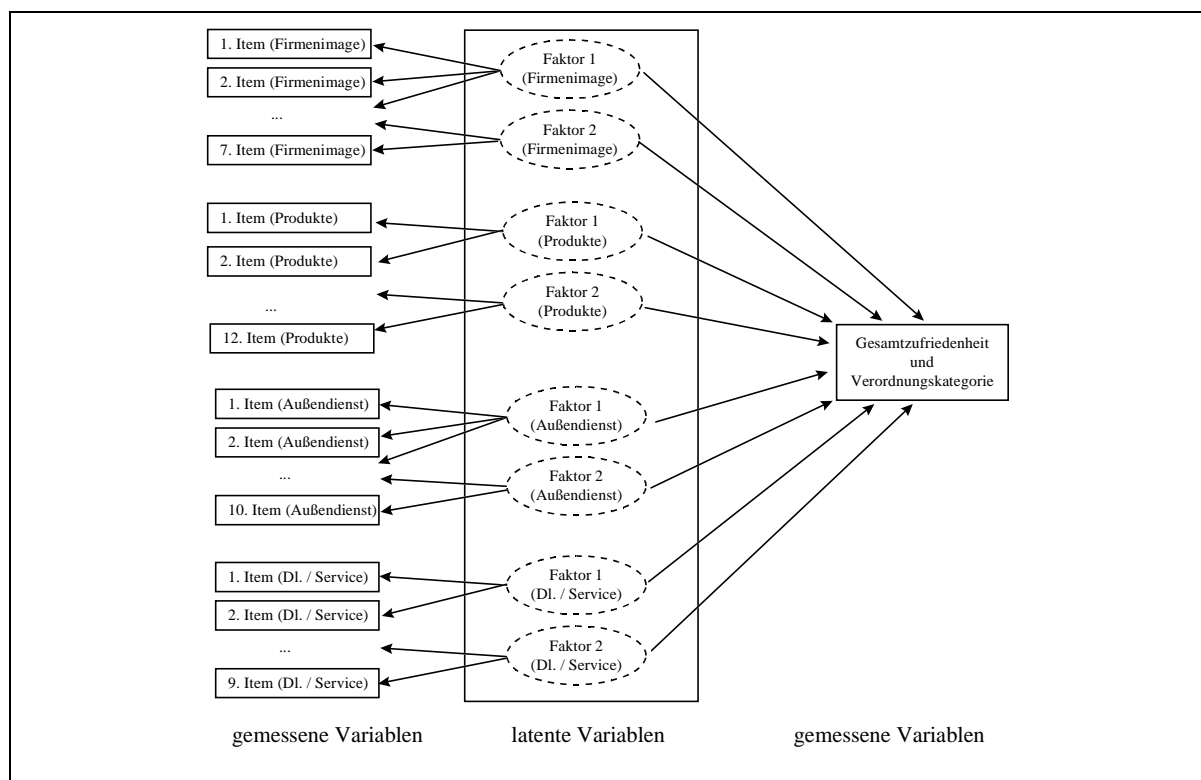 1. Item (Firmenimage)
2. Item (Firmenimage)
...
7. Item (Firmenimage)
1. Item (Produkte)
2. Item (Produkte)
...
12. Item (Produkte)
1. Item (Außendienst)
2. Item (Außendienst)
...
10. Item (Außendienst)
1. Item (Dl. / Service)
2. Item (Dl. / Service)
...
9. Item (Dl. / Service)
gemessene Variablen
Faktor 1
(Firmenimage)
Faktor 2
(Firmenimage)
Faktor 1
(Produkte)
Faktor 2
(Produkte)
Faktor 1
(Außendienst)
Faktor 2
(Außendienst)
Faktor 1
(Dl. / Service)
Faktor 2
(Dl. / Service)
latente Variablen
Gesamtzufriedenheit
und
Verordnungskategorie
gemessene Variablen